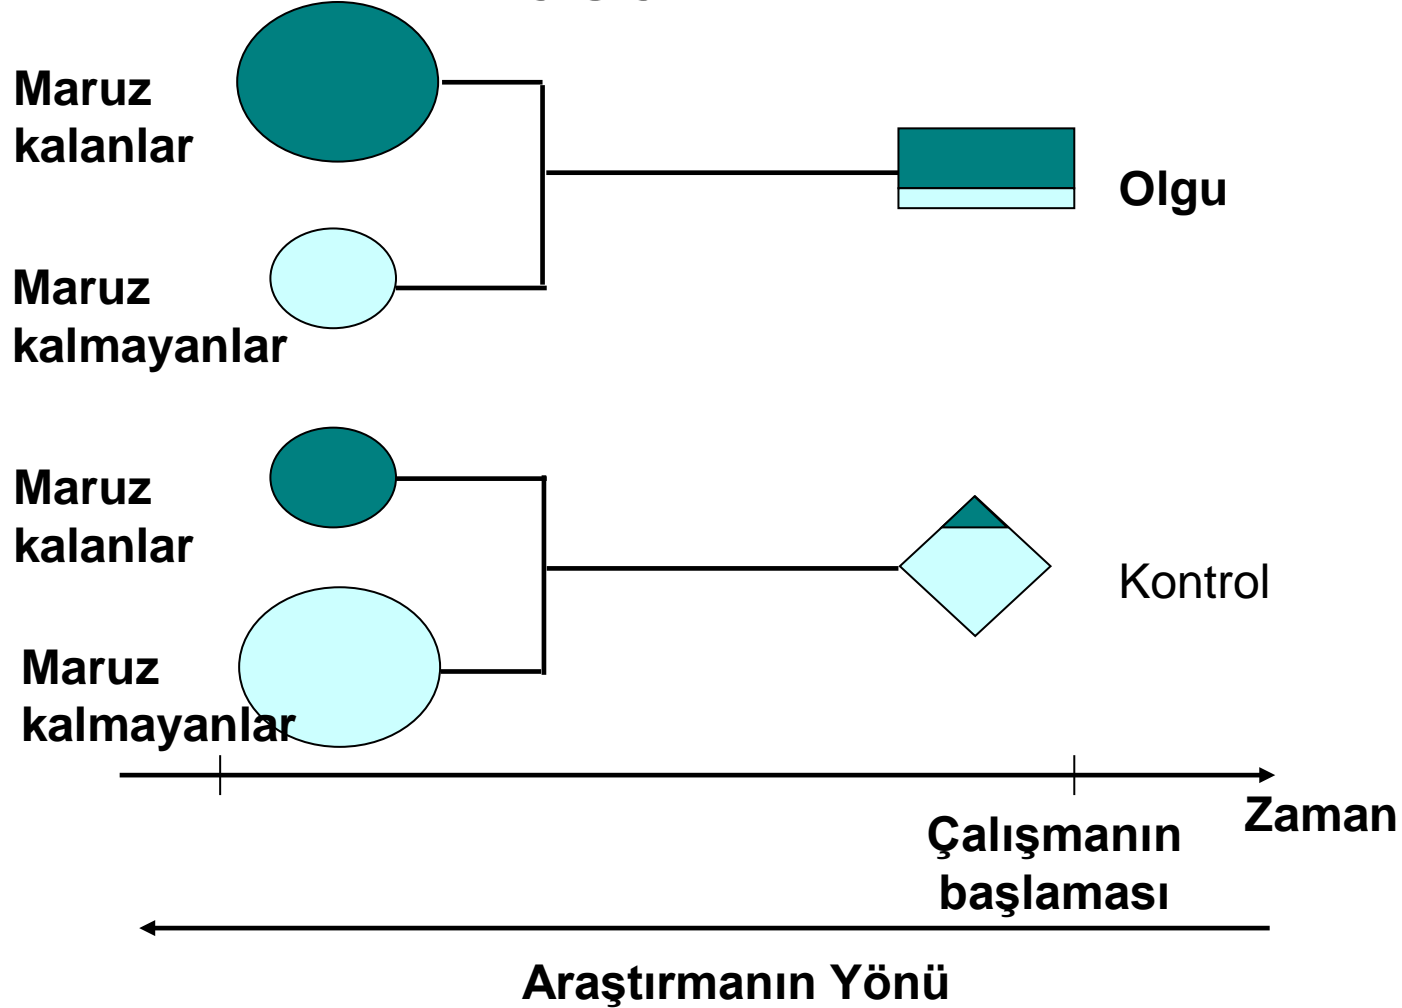 Maruz
kalanlar
Olgu
Maruz
kalmayanlar
Maruz
kalanlar
Kontrol
Maruz
kalmayanlar
Zaman
Çalışmanın
başlaması
Araştırmanın Yönü